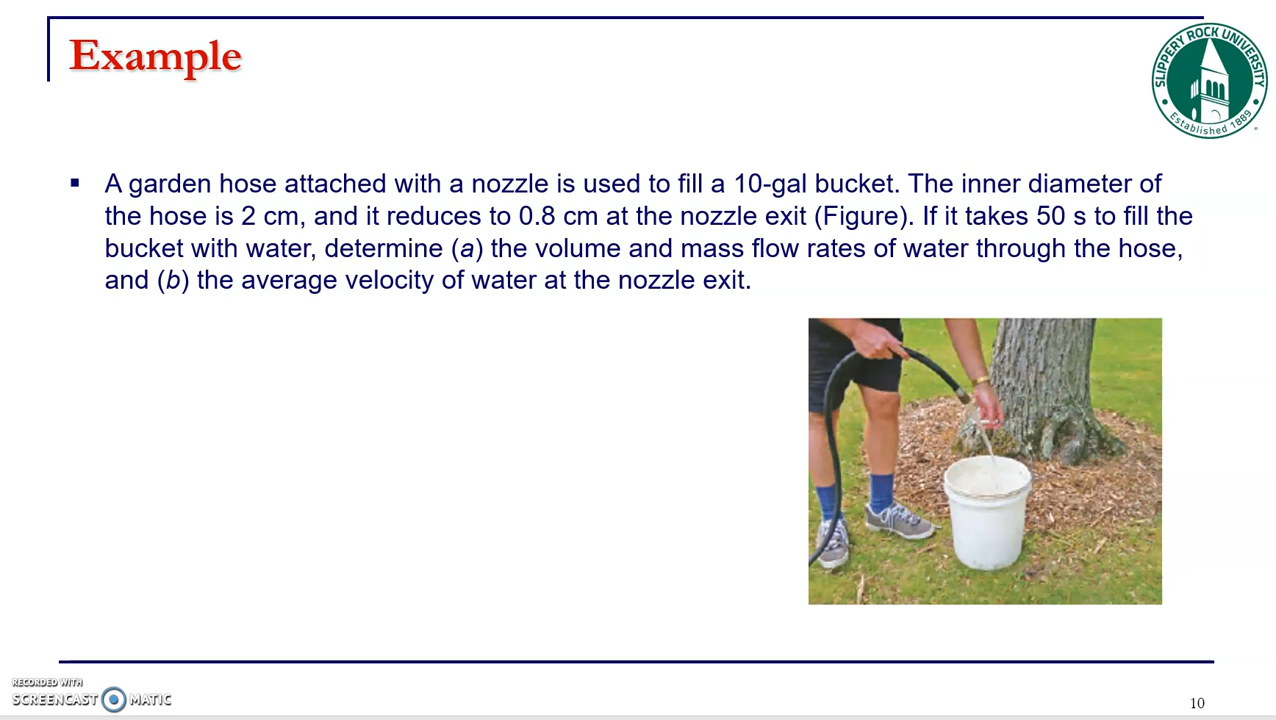 Example
SLIPPERY ROCK UNIVERSITY
Established 1889
▪ A garden hose attached with a nozzle is used to fill a 10-gal bucket. The inner diameter of
the hose is 2 cm, and it reduces to 0.8 cm at the nozzle exit (Figure). If it takes 50 s to fill the
bucket with water, determine (a) the volume and mass flow rates of water through the hose,
and (b) the average velocity of water at the nozzle exit.
RECORDED WITH
SCREENCAST MATIC
10